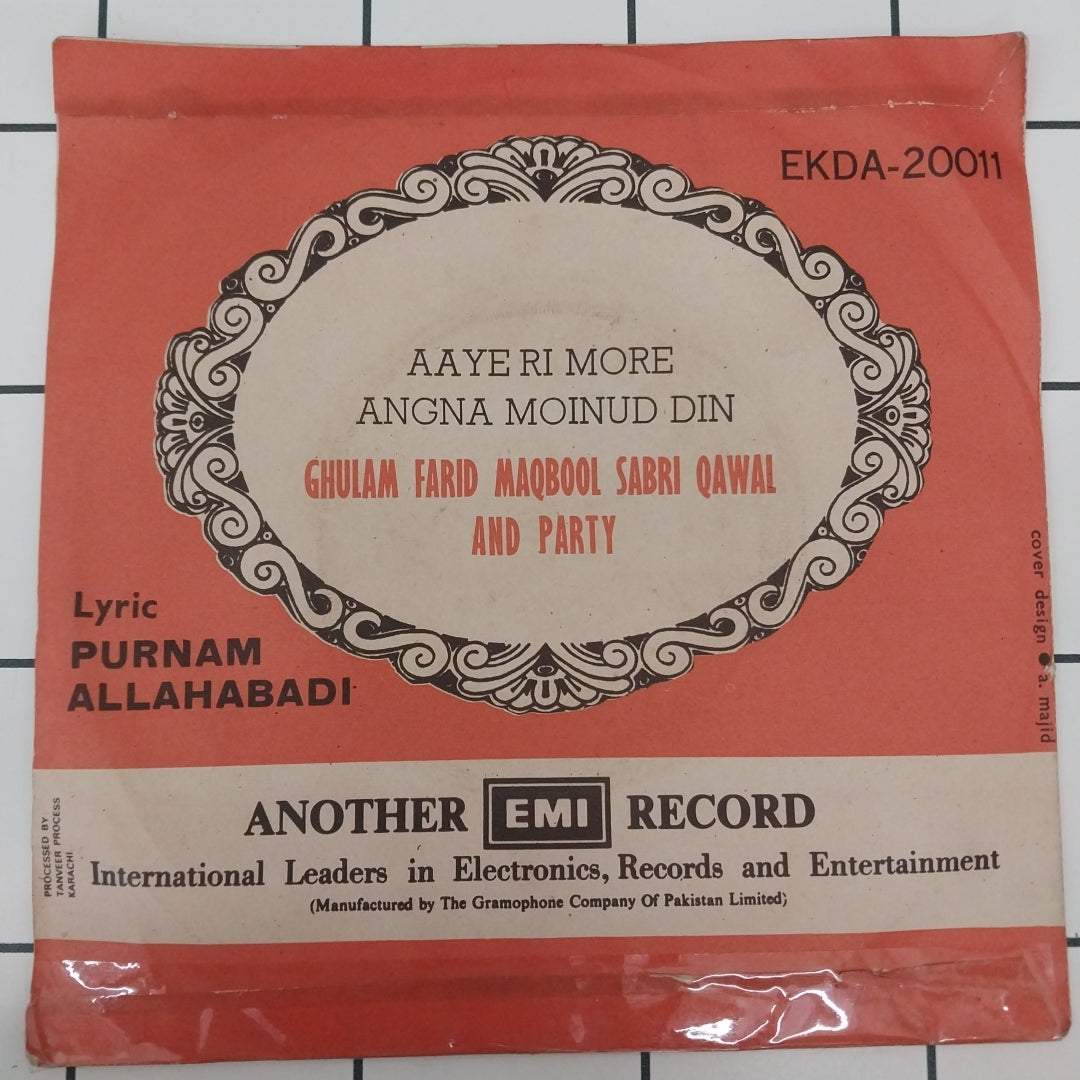 EKDA-20011
AAYE RI MORE
ANGNA MOINUD DIN
GHULAM FARID MAQBOOL SABRI QAWAL
AND PARTY
Lyric
PURNAM
ALLAHABADI
cover design ● a. majid
ANOTHER EMI RECORD
International Leaders in Electronics, Records and Entertainment
(Manufactured by The Gramophone Company Of Pakistan Limited)
PROCESSED BY
TANVEER PROCESS
KARACHI.